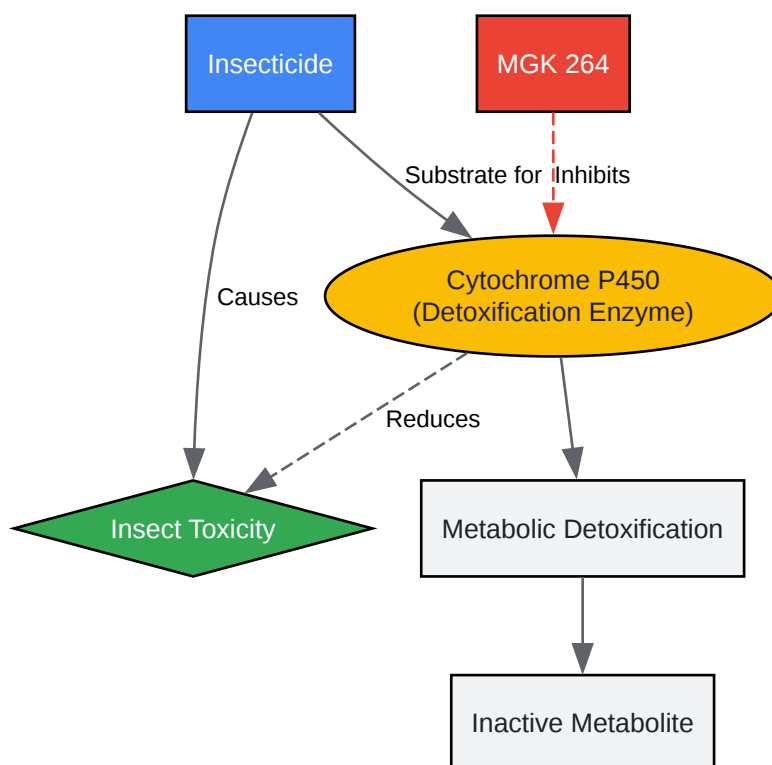 Insecticide
MGK 264
Substrate for
Inhibits
Cytochrome P450
(Detoxification Enzyme)
Causes
Reduces
Insect Toxicity
Metabolic Detoxification
Inactive Metabolite